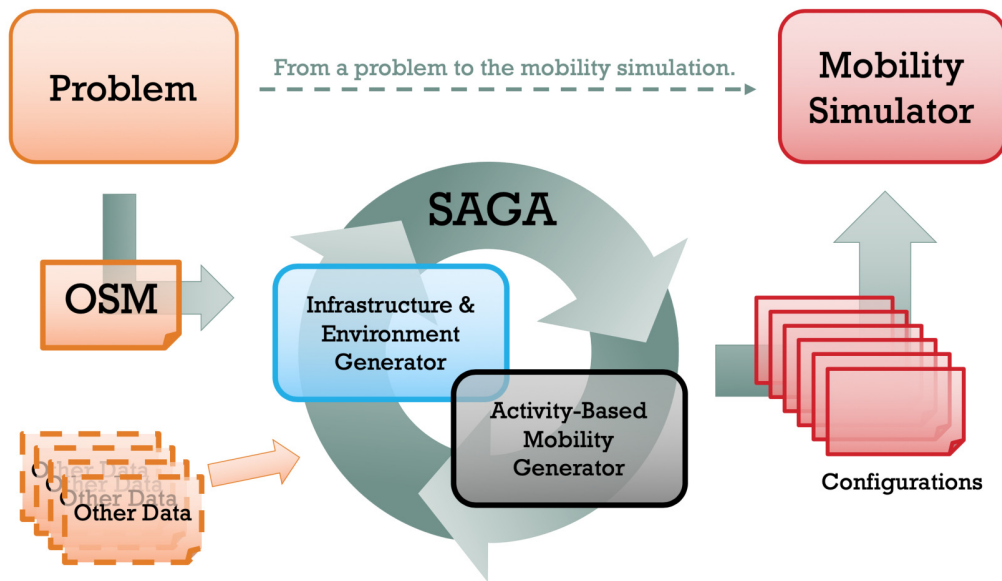 Problem
From a problem to the mobility simulation.
Mobility
Simulator
SAGA
OSM
Infrastructure &
Environment
Generator
Activity-Based
Mobility
Generator
Other Data
Other Data
Other Data
Other Data
Configurations